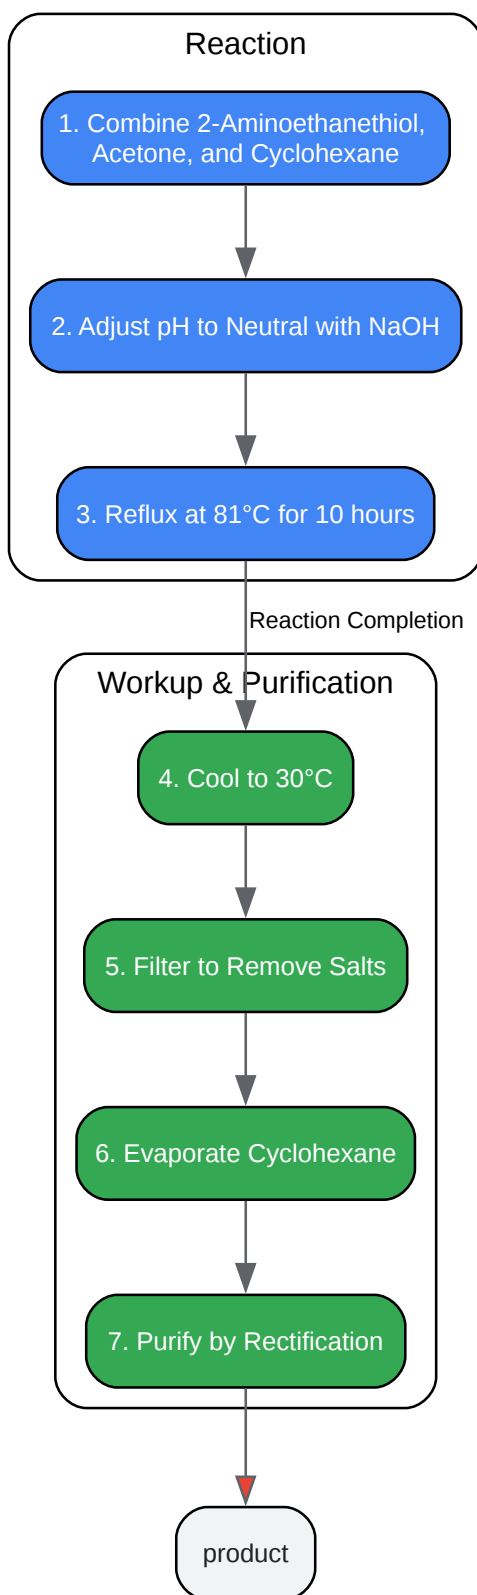 Reaction
1. Combine 2-Aminoethanethiol,
Acetone, and Cyclohexane
2. Adjust pH to Neutral with NaOH
3. Reflux at 81°C for 10 hours
Reaction Completion
Workup & Purification
4. Cool to 30°C
5. Filter to Remove Salts
6. Evaporate Cyclohexane
7. Purify by Rectification
product